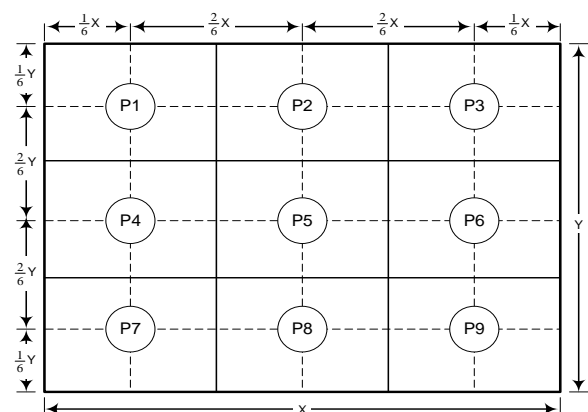 1/6 X 2/6 X 2/6 X 1/6 X
1/6 Y
P1 P2 P3
2/6 Y
P4 P5 P6
Y
2/6 Y
P7 P8 P9
1/6 Y
X